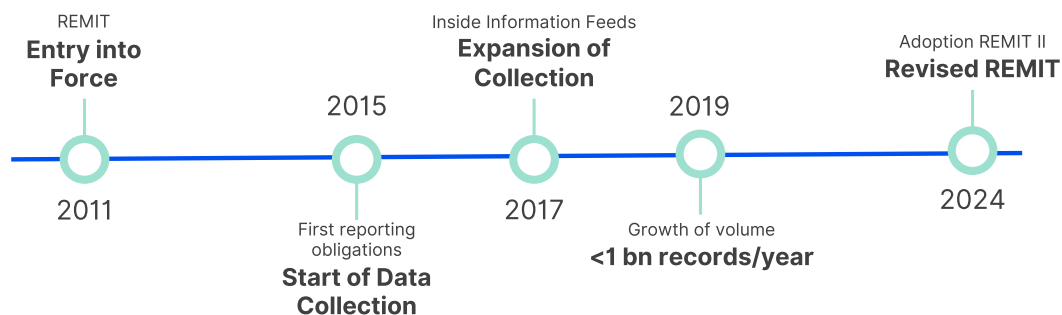 REMIT
Entry into
Force
2011
2015
First reporting
obligations
Start of Data
Collection
Inside Information Feeds
Expansion of
Collection
2017
2019
Growth of volume
<1 bn records/year
Adoption REMIT II
Revised REMIT
2024